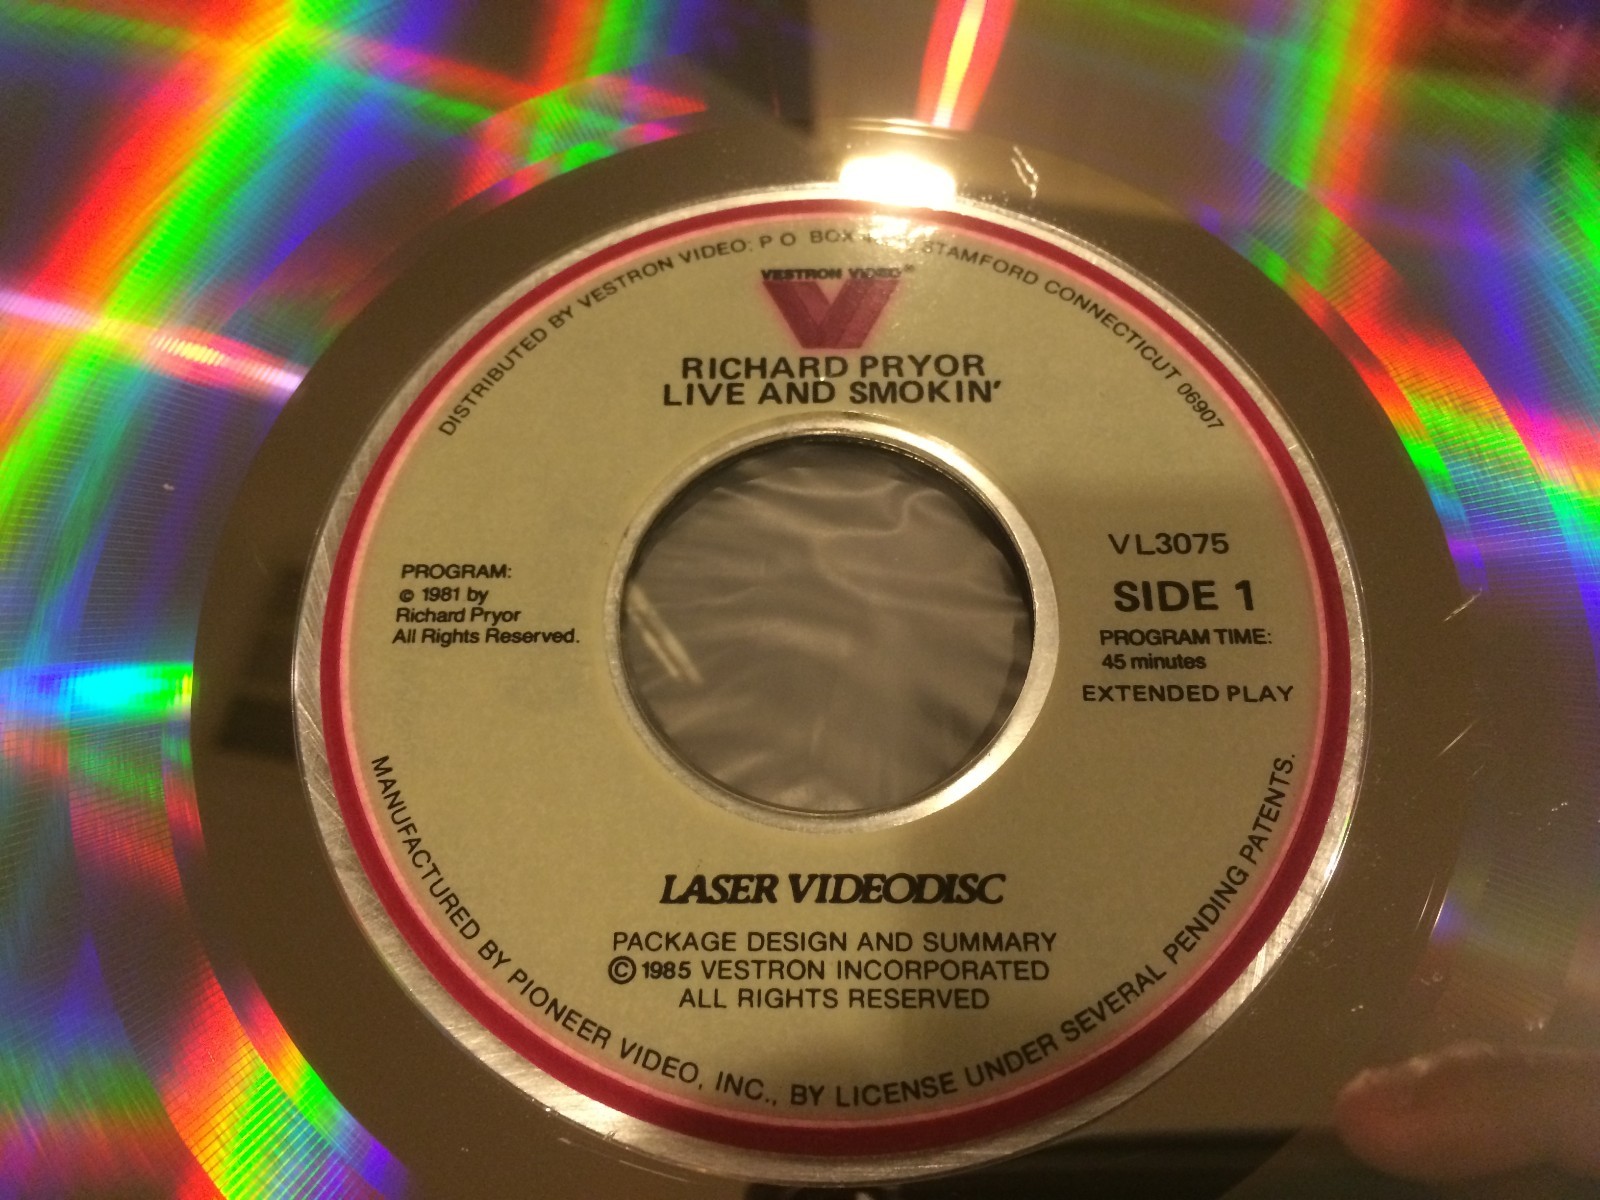 DISTRIBUTED BY VESTRON VIDEO: P O BOX STAMFORD CONNECTICUT 06907
VESTRON VIDEO®
V
RICHARD PRYOR
LIVE AND SMOKIN'
PROGRAM:
© 1981 by
Richard Pryor
All Rights Reserved.
VL3075
SIDE 1
PROGRAM TIME:
45 minutes
EXTENDED PLAY
LASER VIDEODISC
PACKAGE DESIGN AND SUMMARY
© 1985 VESTRON INCORPORATED
ALL RIGHTS RESERVED
MANUFACTURED BY PIONEER VIDEO, INC., BY LICENSE UNDER SEVERAL PENDING PATENTS.